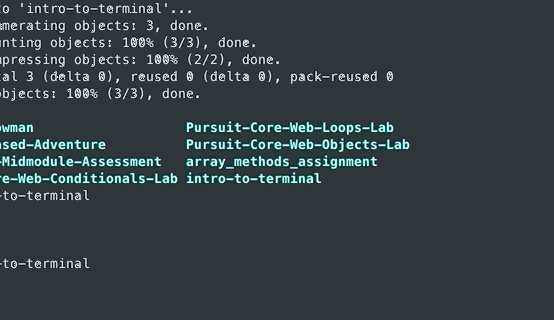 to 'intro-to-terminal'...
merating objects: 3, done.
nting objects: 100% (3/3), done.
pressing objects: 100% (2/2), done.
al 3 (delta 0), reused 0 (delta 0), pack-reused 0
objects: 100% (3/3), done.
owman Pursuit-Core-Web-Loops-Lab
ased-Adventure Pursuit-Core-Web-Objects-Lab
-Midmodule-Assessment array_methods_assignment
re-Web-Conditionals-Lab intro-to-terminal
-to-terminal
-to-terminal